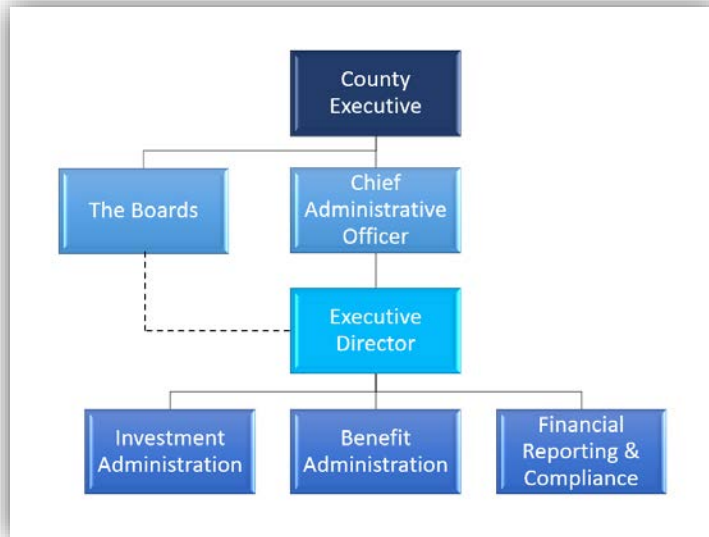 County
Executive
The Boards
Chief
Administrative
Officer
Executive
Director
Investment
Administration
Benefit
Administration
Financial
Reporting &
Compliance